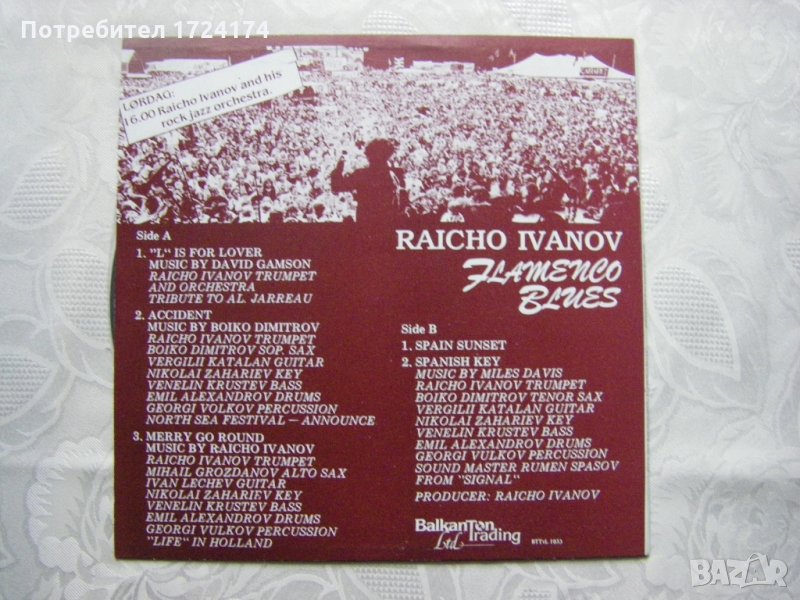 Потребител 1724174
LØRDAG:
16.00 Raicho Ivanov and his
rock jazz orchestra.
RAICHO IVANOV
FLAMENCO
BLUES
Side A
1. "L" IS FOR LOVER
MUSIC BY DAVID GAMSON
RAICHO IVANOV TRUMPET
AND ORCHESTRA
TRIBUTE TO AL. JARREAU
2. ACCIDENT
MUSIC BY BOIKO DIMITROV
RAICHO IVANOV TRUMPET
BOIKO DIMITROV SOP. SAX
VERGILII KATALAN GUITAR
NIKOLAI ZAHARIEV KEY
VENELIN KRUSTEV BASS
EMIL ALEXANDROV DRUMS
GEORGI VOLKOV PERCUSSION
NORTH SEA FESTIVAL — ANNOUNCE
3. MERRY GO ROUND
MUSIC BY RAICHO IVANOV
RAICHO IVANOV TRUMPET
MIHAIL GROZDANOV ALTO SAX
IVAN LECHEV GUITAR
NIKOLAI ZAHARIEV KEY
VENELIN KRUSTEV BASS
EMIL ALEXANDROV DRUMS
GEORGI VULKOV PERCUSSION
"LIFE" IN HOLLAND
Side B
1. SPAIN SUNSET
2. SPANISH KEY
MUSIC BY MILES DAVIS
RAICHO IVANOV TRUMPET
BOIKO DIMITROV TENOR SAX
VERGILII KATALAN GUITAR
NIKOLAI ZAHARIEV KEY
VENELIN KRUSTEV BASS
EMIL ALEXANDROV DRUMS
GEORGI VULKOV PERCUSSION
SOUND MASTER RUMEN SPASOV
FROM "SIGNAL"
PRODUCER: RAICHO IVANOV
BalkanTon
Trading
Ltd.
BAZAR